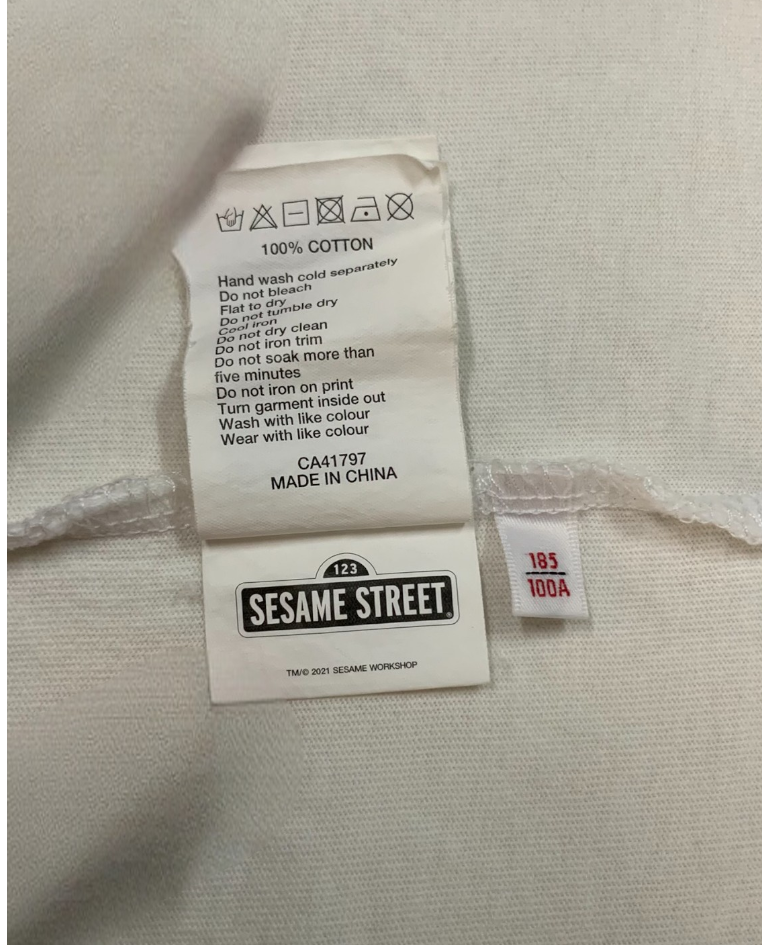 100% COTTON
Hand wash cold separately
Do not bleach
Flat to dry
Do not tumble dry
Cool iron
Do not dry clean
Do not iron trim
Do not soak more than
five minutes
Do not iron on print
Turn garment inside out
Wash with like colour
Wear with like colour
CA41797
MADE IN CHINA
123
SESAME STREET®
TM/© 2021 SESAME WORKSHOP
185
100A